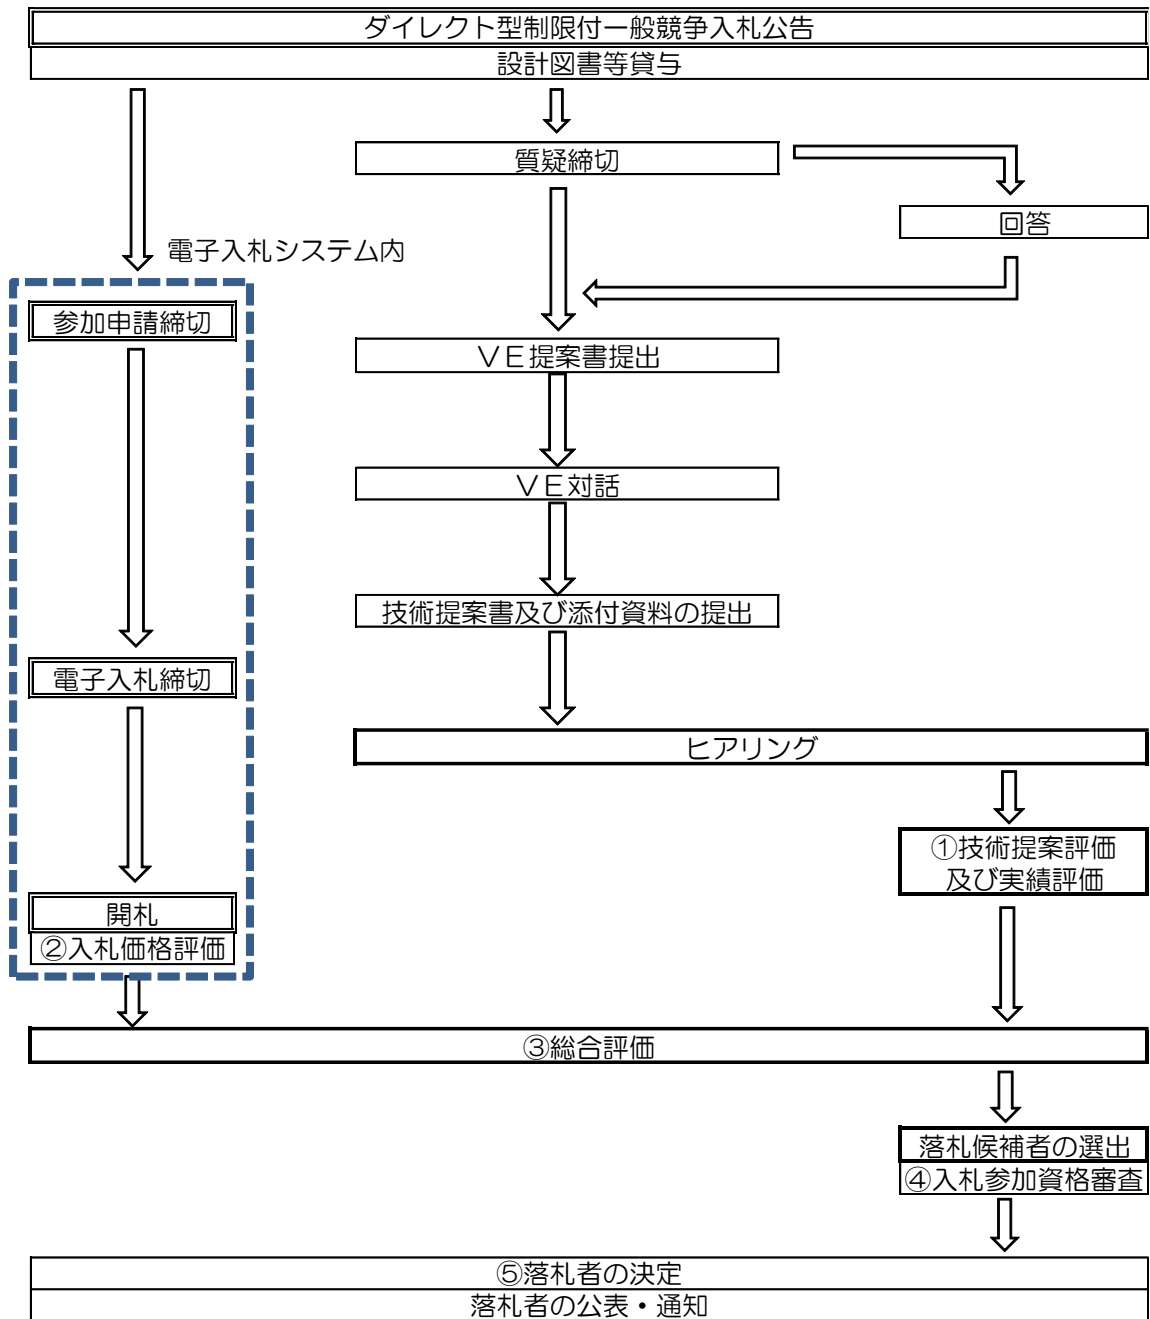 ダイレクト型制限付一般競争入札公告
設計図書等貸与
質疑締切
回答
電子入札システム内
参加申請締切
ＶＥ提案書提出
ＶＥ対話
技術提案書及び添付資料の提出
電子入札締切
ヒアリング
①技術提案評価
及び実績評価
開札
②入札価格評価
③総合評価
落札候補者の選出
④入札参加資格審査
⑤落札者の決定
落札者の公表・通知